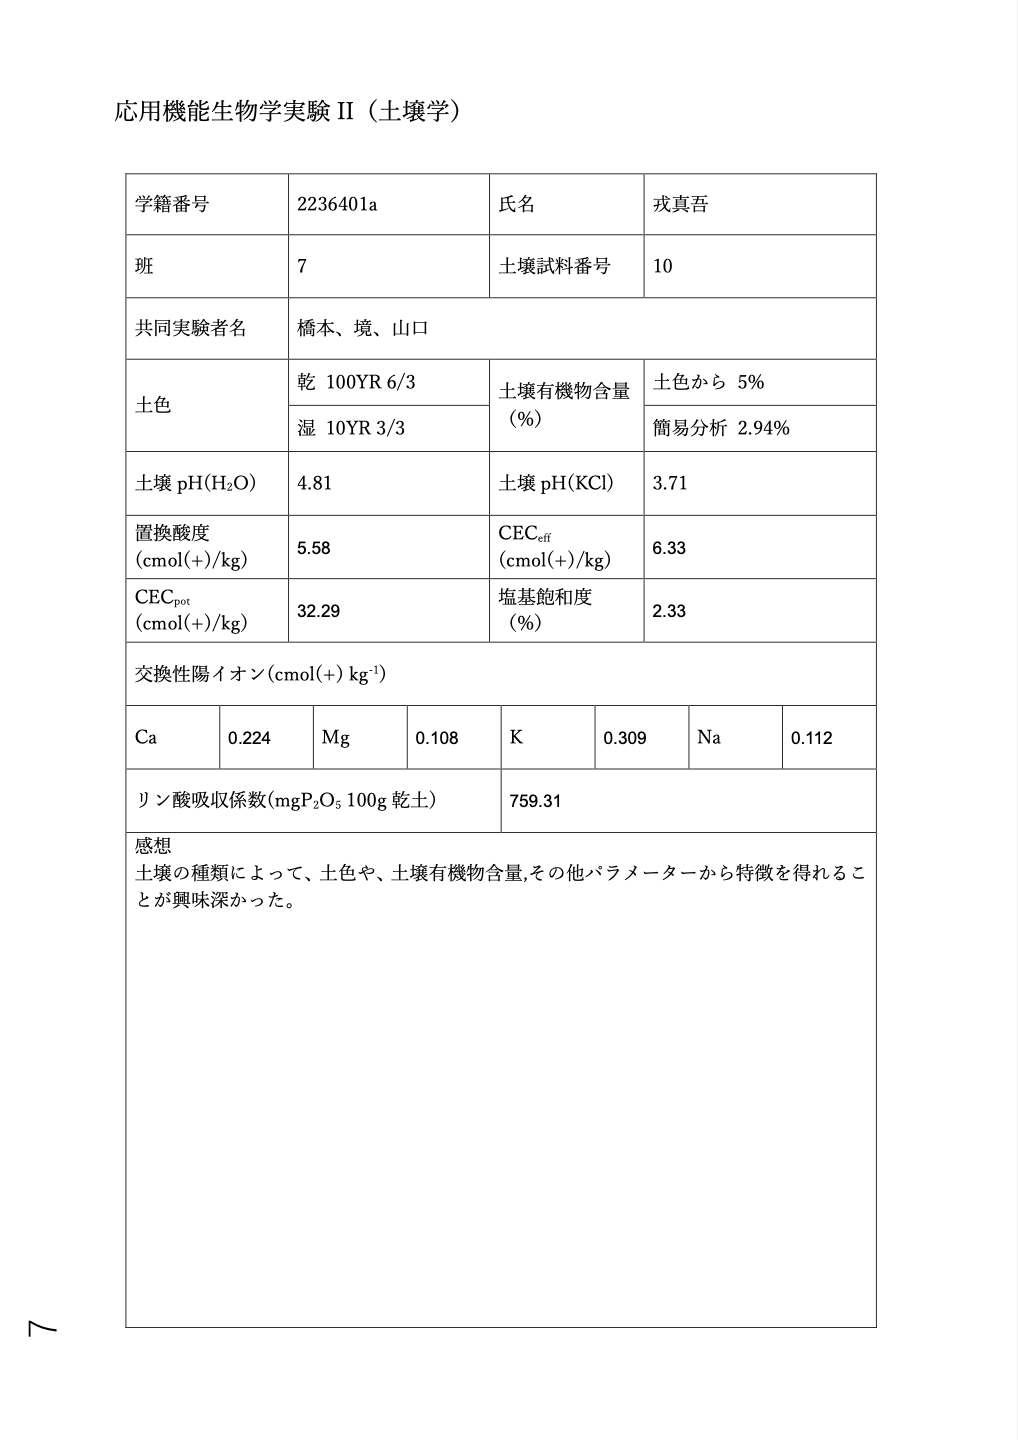 応用機能生物学実験 II（土壌学）
学籍番号 2236401a 氏名 戎真吾
班 7 土壌試料番号 10
共同実験者名 橋本、境、山口
土色 乾 100YR 6/3 土壌有機物含量（%） 土色から 5%
湿 10YR 3/3 簡易分析 2.94%
土壌 pH(H₂O) 4.81 土壌 pH(KCl) 3.71
置換酸度 (cmol(+)/kg) 5.58 CECeff (cmol(+)/kg) 6.33
CECpot (cmol(+)/kg) 32.29 塩基飽和度（%） 2.33
交換性陽イオン(cmol(+) kg⁻¹)
Ca 0.224 Mg 0.108 K 0.309 Na 0.112
リン酸吸収係数(mgP₂O₅ 100g 乾土) 759.31
感想
土壌の種類によって、土色や、土壌有機物含量,その他パラメーターから特徴を得れるこ
とが興味深かった。
7